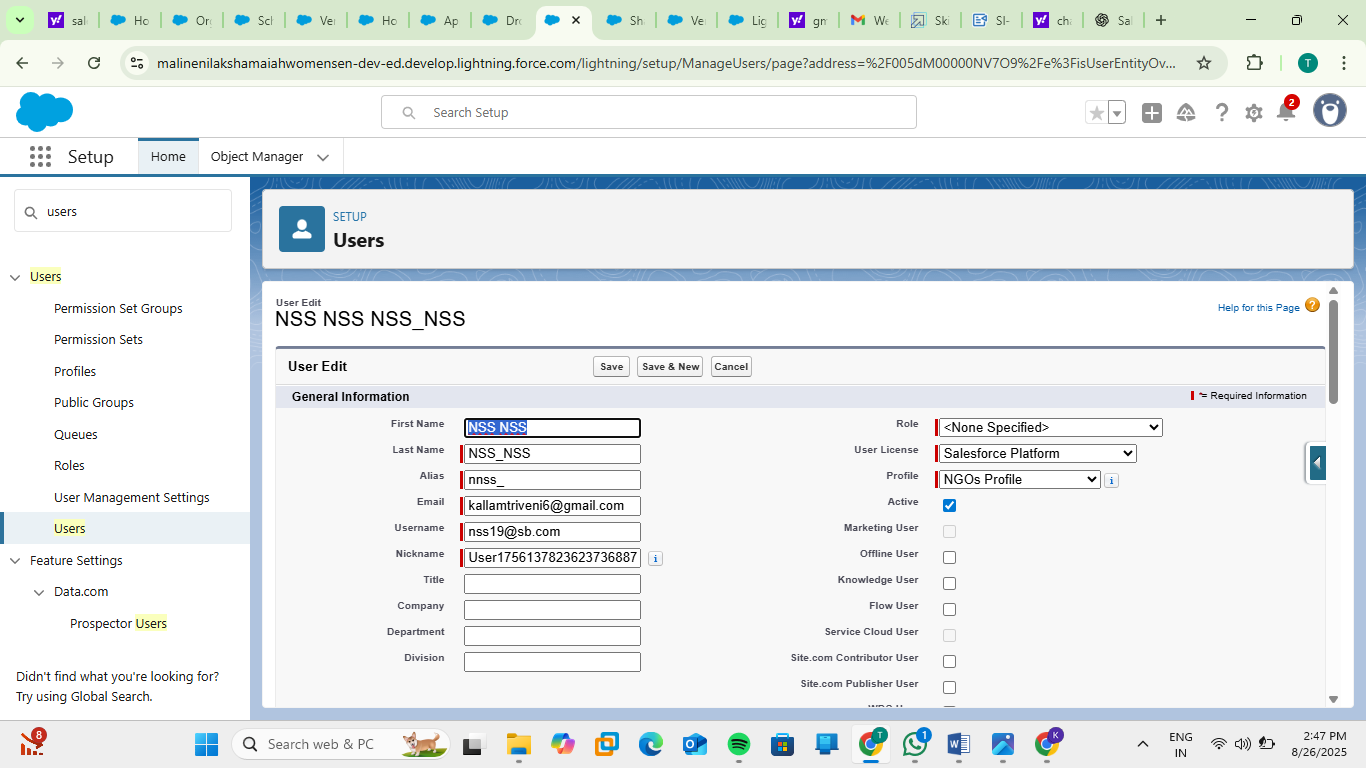 sal
Ho
Or
Sc
Ver
Ho
Ap
Dro
Sh
Ve
Lig
gm
We
Ski
SI-
cha
Sal
malinenilakshamaiahwomensen-dev-ed.develop.lightning.force.com/lightning/setup/ManageUsers/page?address=%2F005dM00000NV7O9%2Fe%3FisUserEntityOv...
T
Search Setup
2
Setup
Home
Object Manager
users
Users
Permission Set Groups
Permission Sets
Profiles
Public Groups
Queues
Roles
User Management Settings
Users
Feature Settings
Data.com
Prospector Users
Didn't find what you're looking for?
Try using Global Search.
SETUP
Users
User Edit
NSS NSS NSS_NSS
Help for this Page
User Edit
Save
Save & New
Cancel
General Information
= Required Information
First Name NSS NSS
Last Name NSS_NSS
Alias nnss_
Email kallamtriveni6@gmail.com
Username nss19@sb.com
Nickname User1756137823623736887
Title
Company
Department
Division
Role <None Specified>
User License Salesforce Platform
Profile NGOs Profile
Active
Marketing User
Offline User
Knowledge User
Flow User
Service Cloud User
Site.com Contributor User
Site.com Publisher User
8
Search web & PC
T
1
K
ENG
IN
2:47 PM
8/26/2025